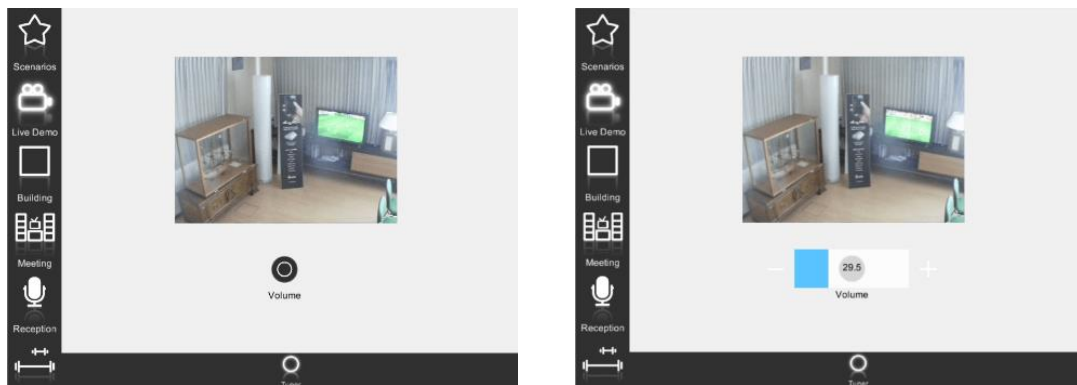 Scenarios
Live Demo
Building
Meeting
Reception
Volume
Tuner
Scenarios
Live Demo
Building
Meeting
Reception
29.5
Volume
Tuner